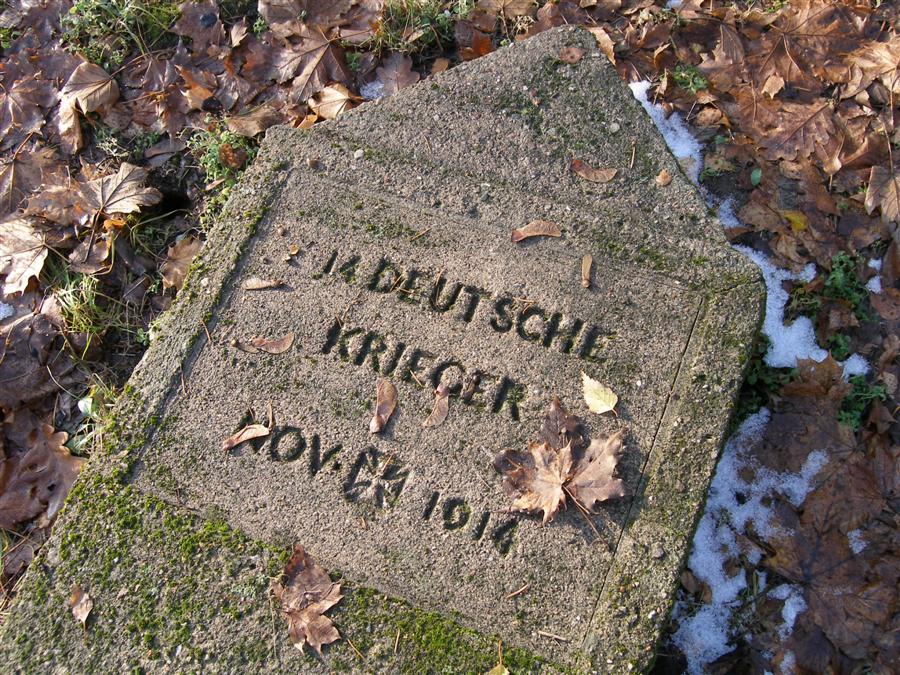 14 DEUTSCHE
KRIEGER
NOV. 1914